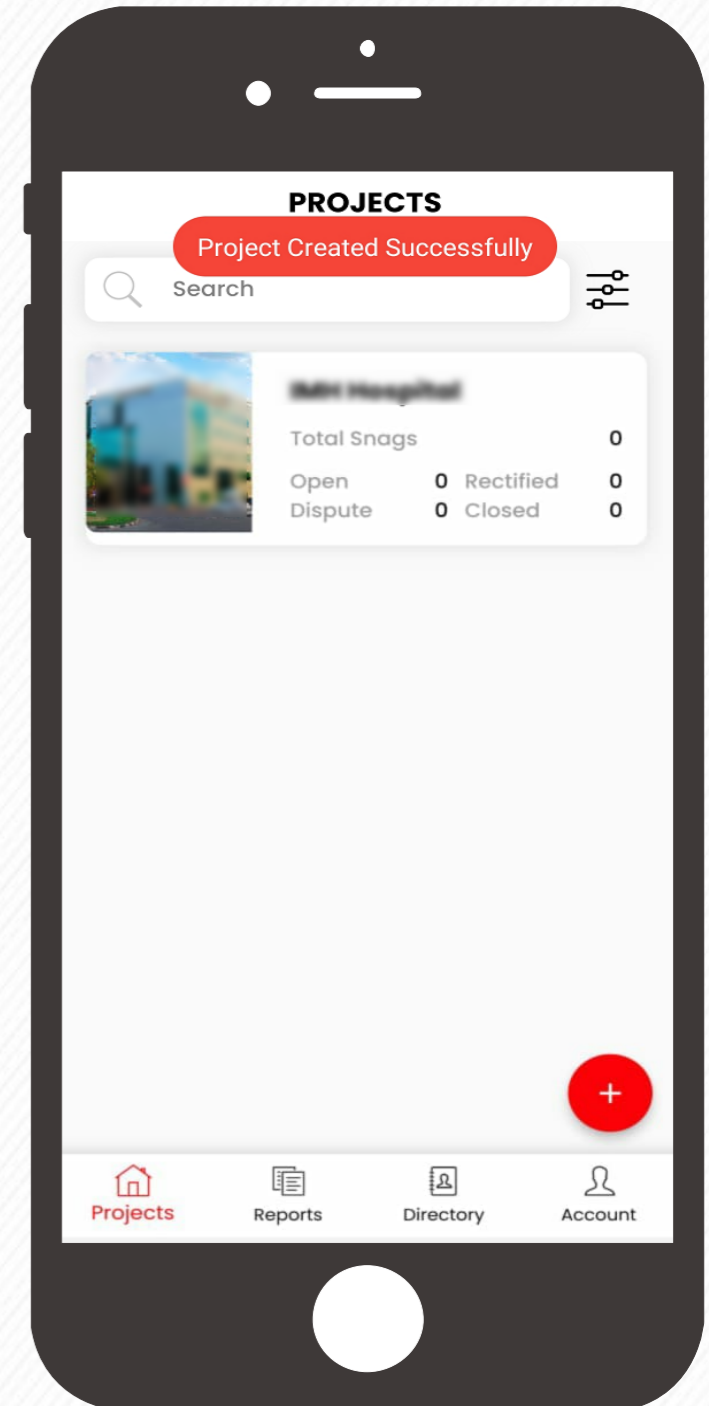 PROJECTS
Project Created Successfully
Search
Total Snags 0
Open 0 Rectified 0
Dispute 0 Closed 0
+
Projects Reports Directory Account